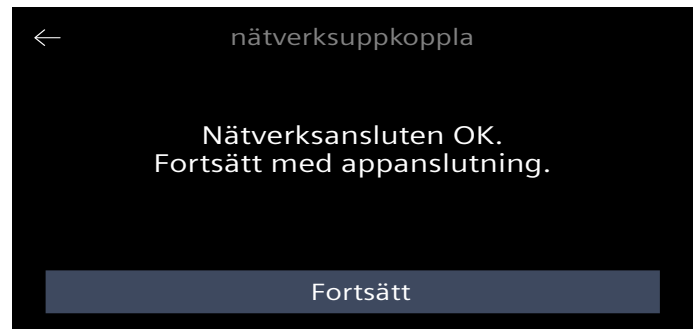 nätverksuppkoppla
Nätverksansluten OK.
Fortsätt med appanslutning.
Fortsätt